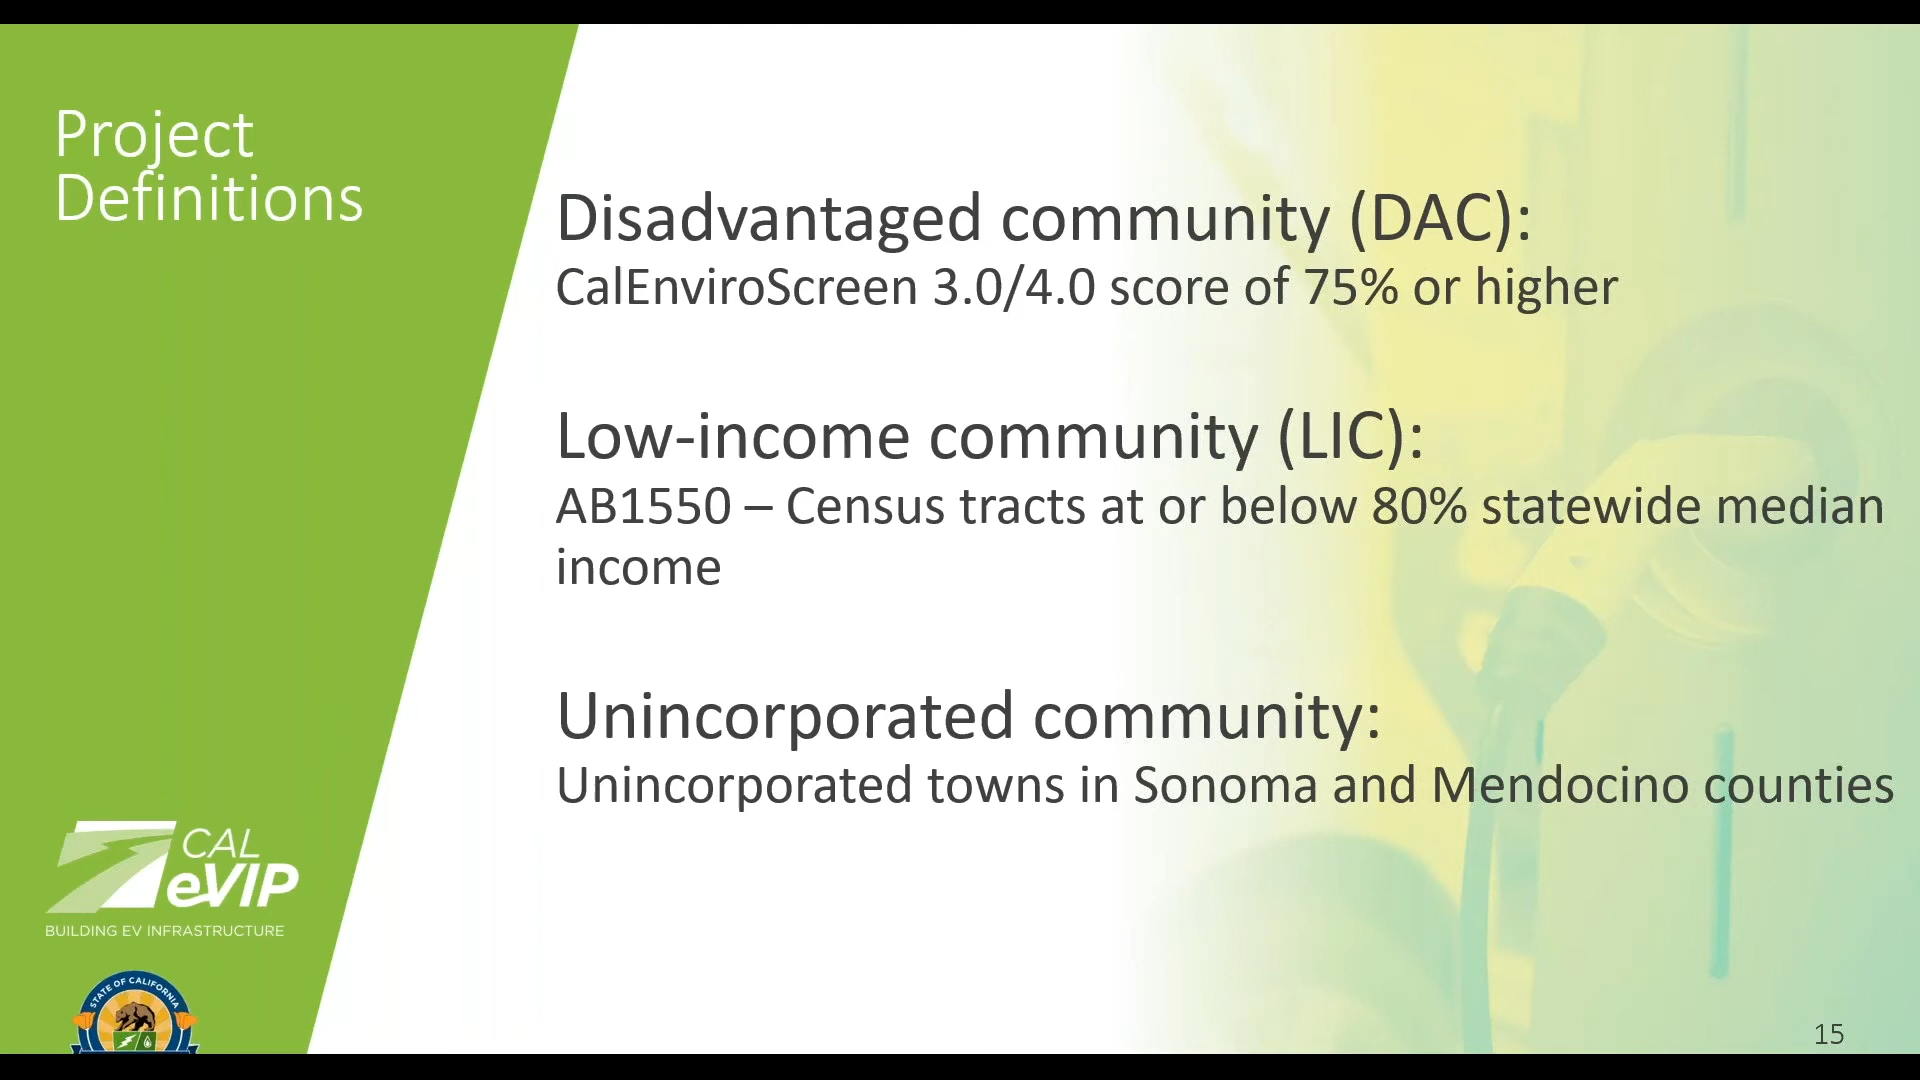 Project
Definitions
Disadvantaged community (DAC):
CalEnviroScreen 3.0/4.0 score of 75% or higher
Low-income community (LIC):
AB1550 – Census tracts at or below 80% statewide median
income
Unincorporated community:
Unincorporated towns in Sonoma and Mendocino counties
CAL
eVIP
BUILDING EV INFRASTRUCTURE
STATE OF CALIFORNIA
15